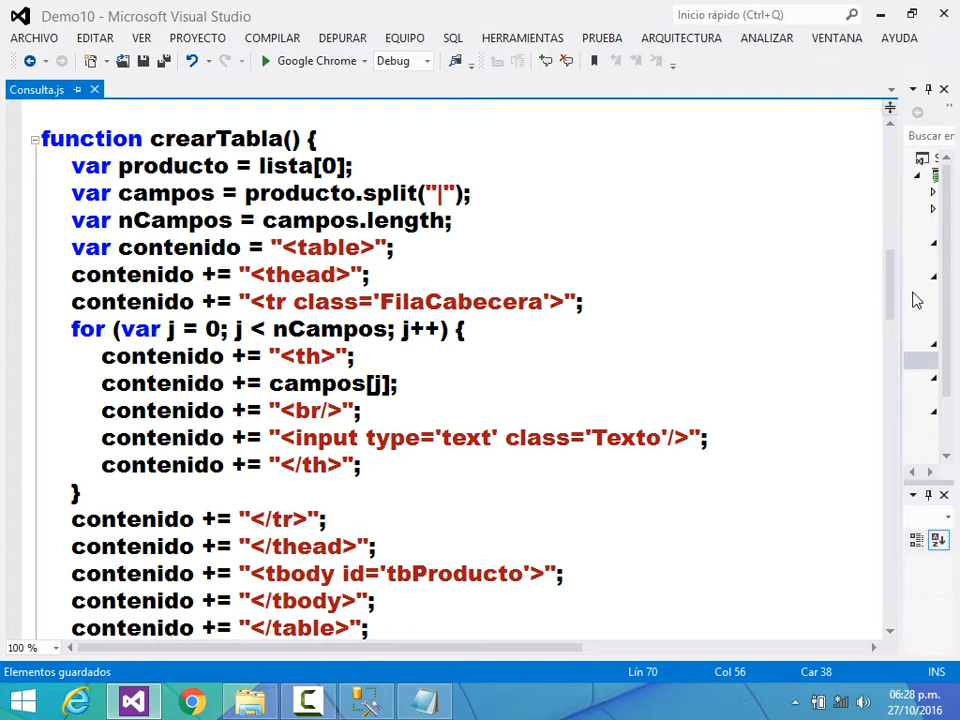 Demo10 - Microsoft Visual Studio
Inicio rápido (Ctrl+Q)
ARCHIVO EDITAR VER PROYECTO COMPILAR DEPURAR EQUIPO SQL HERRAMIENTAS PRUEBA ARQUITECTURA ANALIZAR VENTANA AYUDA
Google Chrome Debug
Consulta.js
Buscar en
function crearTabla() {
var producto = lista[0];
var campos = producto.split("|");
var nCampos = campos.length;
var contenido = "<table>";
contenido += "<thead>";
contenido += "<tr class='FilaCabecera'>";
for (var j = 0; j < nCampos; j++) {
contenido += "<th>";
contenido += campos[j];
contenido += "<br/>";
contenido += "<input type='text' class='Texto'/>";
contenido += "</th>";
}
contenido += "</tr>";
contenido += "</thead>";
contenido += "<tbody id='tbProducto'>";
contenido += "</tbody>";
contenido += "</table>";
100 %
Elementos guardados Lín 70 Col 56 Car 38 INS
06:28 p.m.
27/10/2016